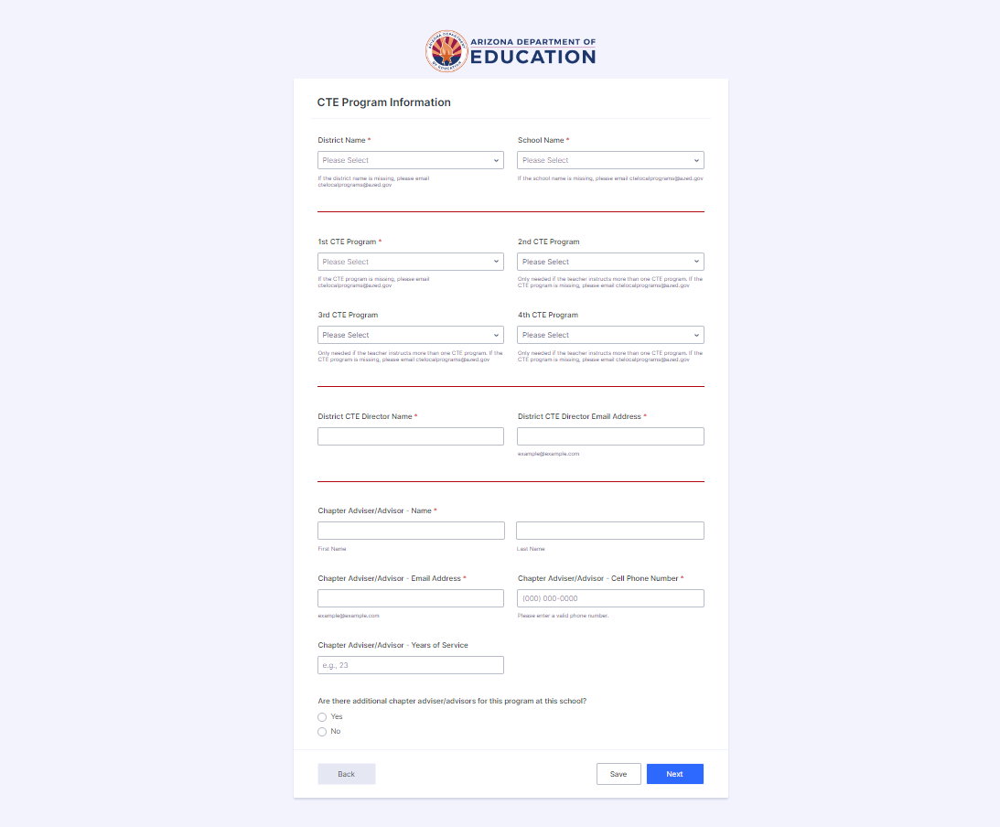 ARIZONA DEPARTMENT
OF EDUCATION
ARIZONA DEPARTMENT OF
EDUCATION
CTE Program Information
District Name *
School Name *
Please Select
Please Select
If the district name is missing, please email
ctelocalprograms@azed.gov
If the school name is missing, please email ctelocalprograms@azed.gov
1st CTE Program *
2nd CTE Program
Please Select
Please Select
If the CTE program is missing, please email
ctelocalprograms@azed.gov
Only needed if the teacher instructs more than one CTE program. If the
CTE program is missing, please email ctelocalprograms@azed.gov
3rd CTE Program
4th CTE Program
Please Select
Please Select
Only needed if the teacher instructs more than one CTE program. If the
CTE program is missing, please email ctelocalprograms@azed.gov
Only needed if the teacher instructs more than one CTE program. If the
CTE program is missing, please email ctelocalprograms@azed.gov
District CTE Director Name *
District CTE Director Email Address *
example@example.com
Chapter Adviser/Advisor - Name *
First Name
Last Name
Chapter Adviser/Advisor - Email Address *
Chapter Adviser/Advisor - Cell Phone Number *
(000) 000-0000
example@example.com
Please enter a valid phone number.
Chapter Adviser/Advisor - Years of Service
e.g., 23
Are there additional chapter adviser/advisors for this program at this school?
Yes
No
Back
Save
Next